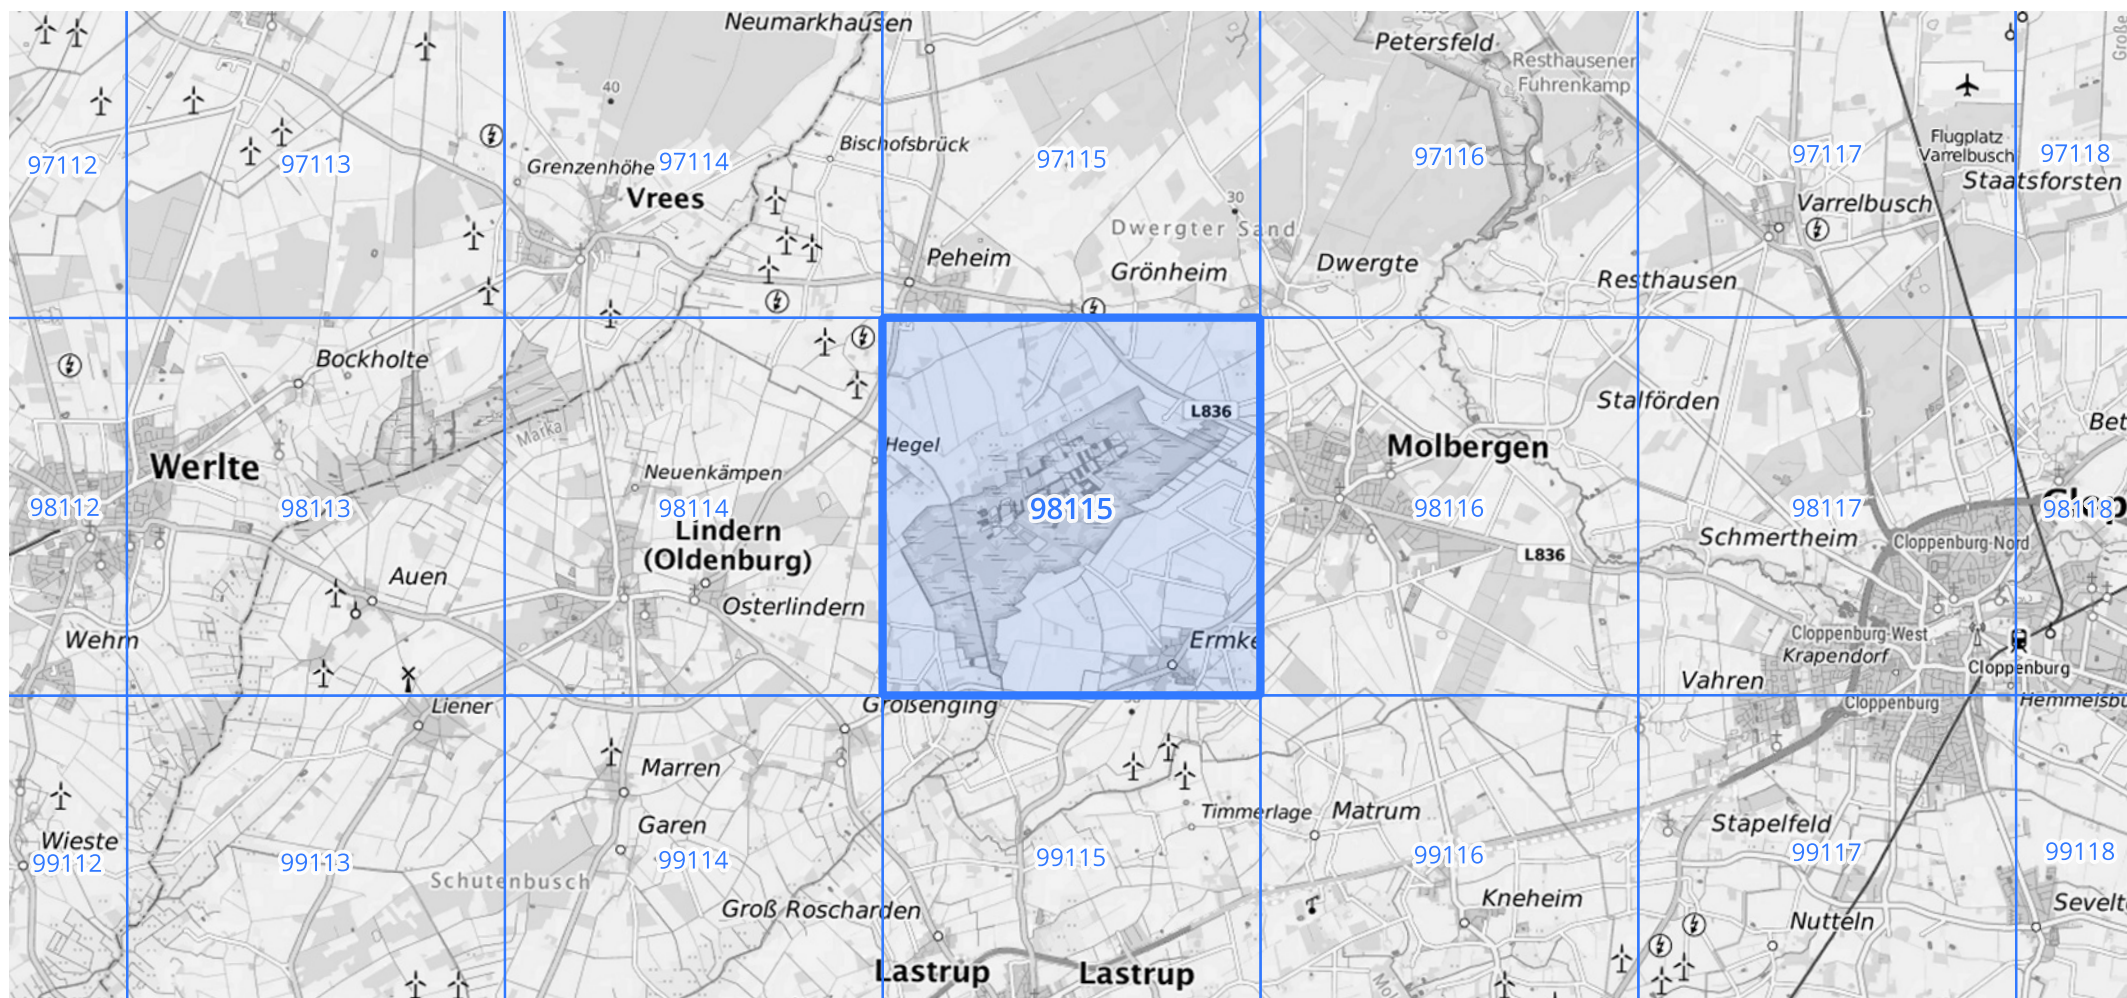 Neumarkhausen
Petersfeld
Resthausener
Fuhrenkamp
40
Bischofsbrück
Flugplatz
Varrelbusch
97112
97113
Grenzenhöhe
97114
97115
97116
97117
97118
Staatsforsten
Vrees
30
Varrelbusch
Dwergter Sand
Peheim
Grönheim
Dwergte
Resthausen
Bockholte
Stalförden
L836
Marka
Hegel
Molbergen
Werlte
Neuenkämpen
98112
98113
98114
98115
98116
98117
98118
Lindern
(Oldenburg)
Schmertheim
Cloppenburg-Nord
L836
Auen
Osterlindern
Wehm
Ermke
Cloppenburg-West
Krapendorf
Cloppenburg
Vahren
Liener
Großenging
Cloppenburg
Marren
Timmerlage
Matrum
Wieste
Garen
Stapelfeld
99112
99113
99114
99115
99116
99117
99118
Schutenbusch
Groß Roscharden
Kneheim
Nutteln
Lastrup
Lastrup